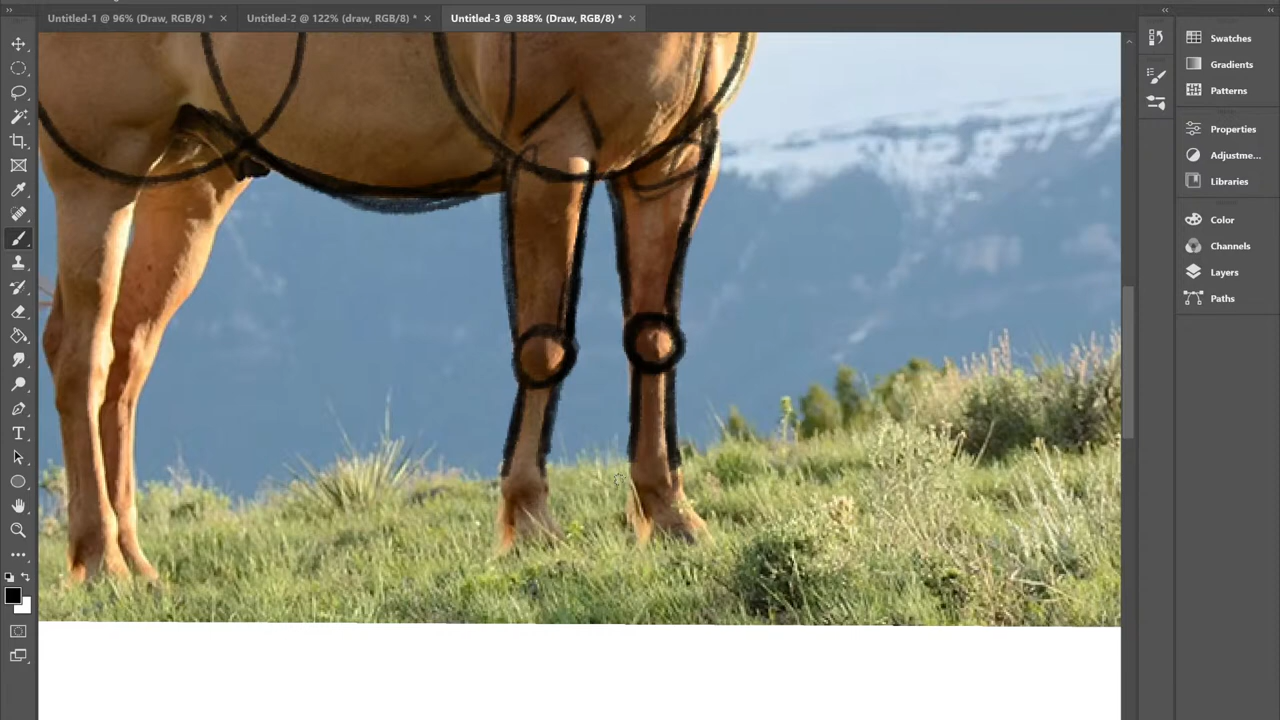 Untitled-1 @ 96% (Draw, RGB/8) *
Untitled-2 @ 122% (draw, RGB/8) *
Untitled-3 @ 388% (Draw, RGB/8) *
Swatches
Gradients
Patterns
Properties
Adjustme...
Libraries
Color
Channels
Layers
Paths